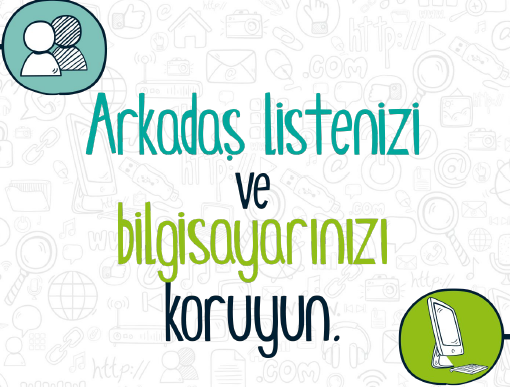 Arkadaş listenizi
ve
bilgisayarınızı
koruyun.